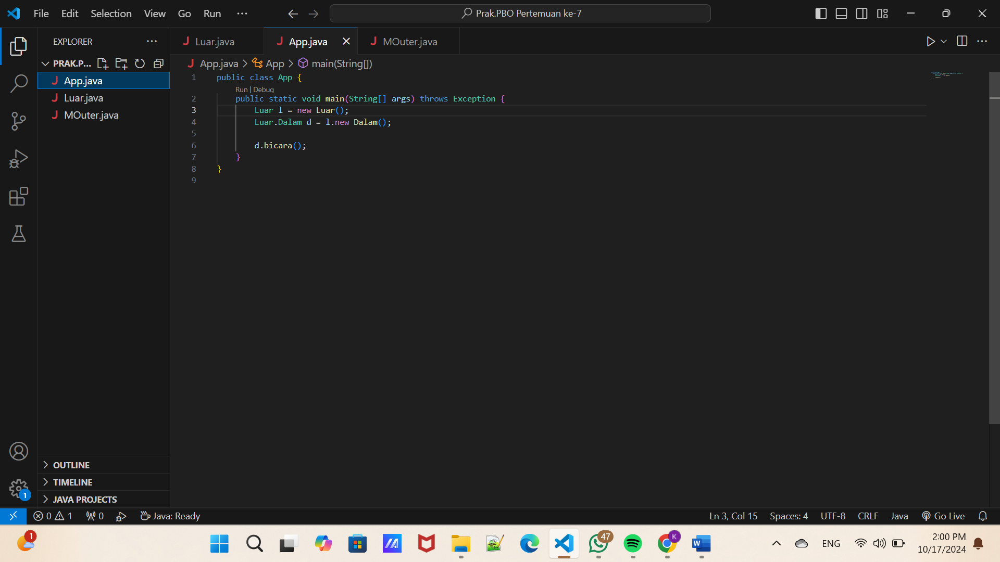 File Edit Selection View Go Run
Prak.PBO Pertemuan ke-7
EXPLORER
PRAK.P...
App.java
Luar.java
MOuter.java
OUTLINE
TIMELINE
JAVA PROJECTS
Luar.java App.java MOuter.java
App.java > App > main(String[])
1 public class App {
Run | Debug
2 public static void main(String[] args) throws Exception {
3 Luar l = new Luar();
4 Luar.Dalam d = l.new Dalam();
5
6 d.bicara();
7 }
8 }
9
1
0 1 0 Java: Ready
Ln 3, Col 15 Spaces: 4 UTF-8 CRLF Java Go Live
1
47
K
W
ENG
2:00 PM
10/17/2024